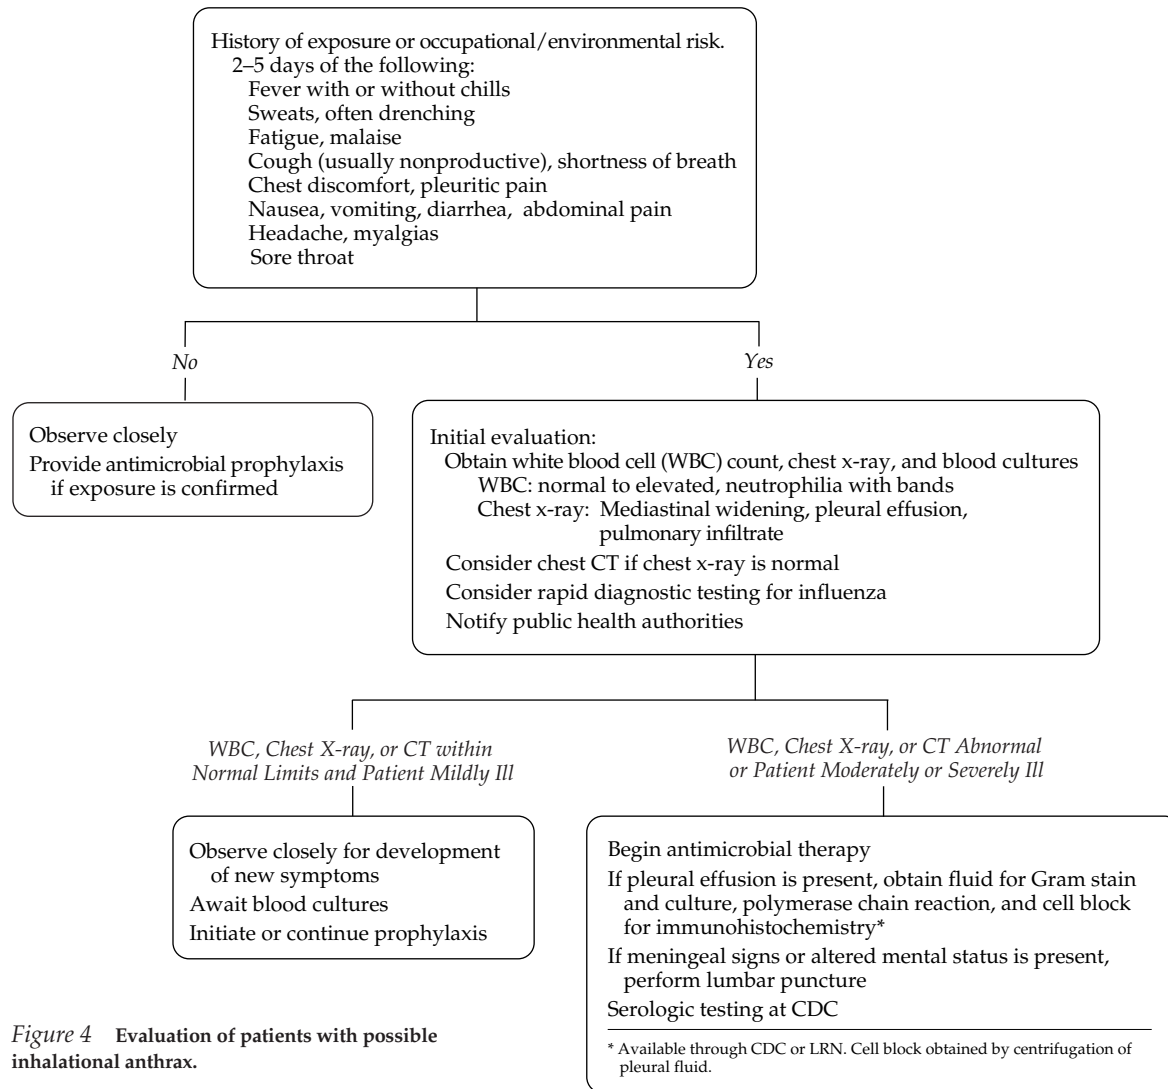 History of exposure or occupational/environmental risk.
2–5 days of the following:
Fever with or without chills
Sweats, often drenching
Fatigue, malaise
Cough (usually nonproductive), shortness of breath
Chest discomfort, pleuritic pain
Nausea, vomiting, diarrhea, abdominal pain
Headache, myalgias
Sore throat
No
Yes
Observe closely
Provide antimicrobial prophylaxis
if exposure is confirmed
Initial evaluation:
Obtain white blood cell (WBC) count, chest x-ray, and blood cultures
WBC: normal to elevated, neutrophilia with bands
Chest x-ray: Mediastinal widening, pleural effusion,
pulmonary infiltrate
Consider chest CT if chest x-ray is normal
Consider rapid diagnostic testing for influenza
Notify public health authorities
WBC, Chest X-ray, or CT within
Normal Limits and Patient Mildly Ill
WBC, Chest X-ray, or CT Abnormal
or Patient Moderately or Severely Ill
Observe closely for development
of new symptoms
Await blood cultures
Initiate or continue prophylaxis
Begin antimicrobial therapy
If pleural effusion is present, obtain fluid for Gram stain
and culture, polymerase chain reaction, and cell block
for immunohistochemistry*
If meningeal signs or altered mental status is present,
perform lumbar puncture
Serologic testing at CDC
* Available through CDC or LRN. Cell block obtained by centrifugation of
pleural fluid.
Figure 4 Evaluation of patients with possible
inhalational anthrax.